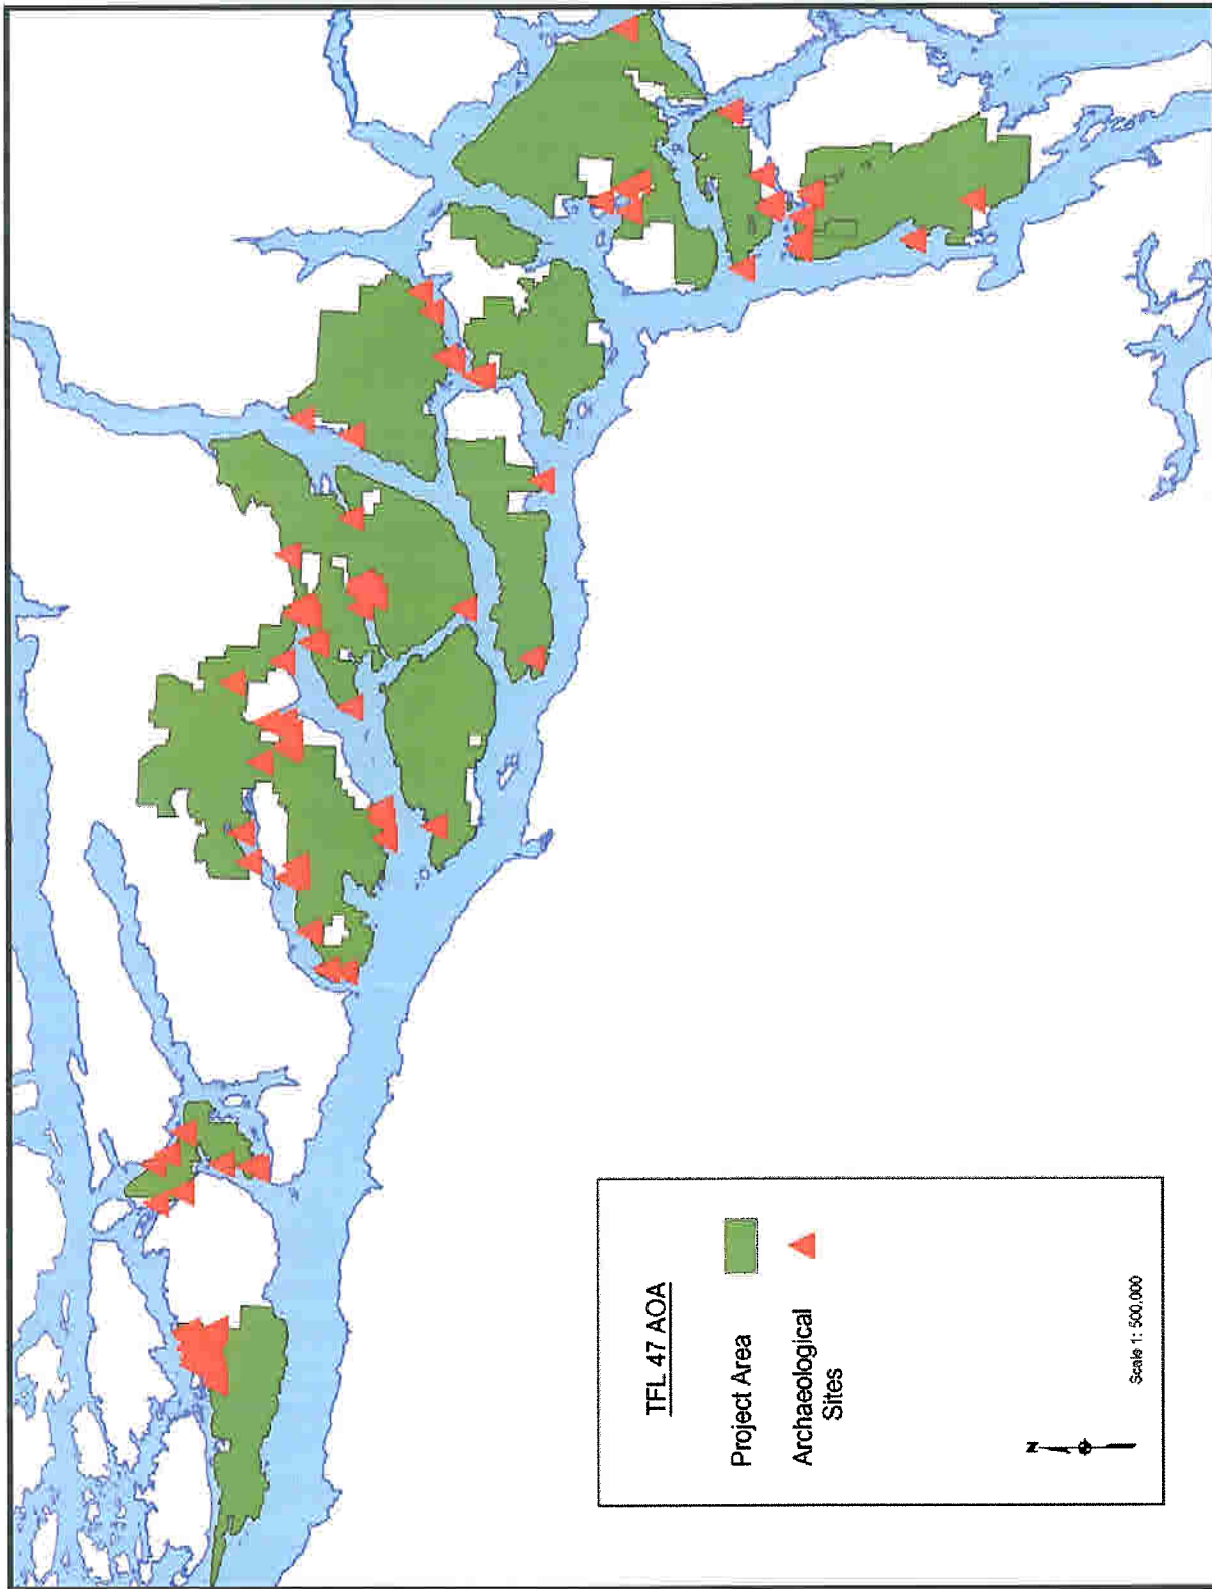 TFL 47 AOA
Project Area
Archaeological
Sites
N
Scale 1: 500,000